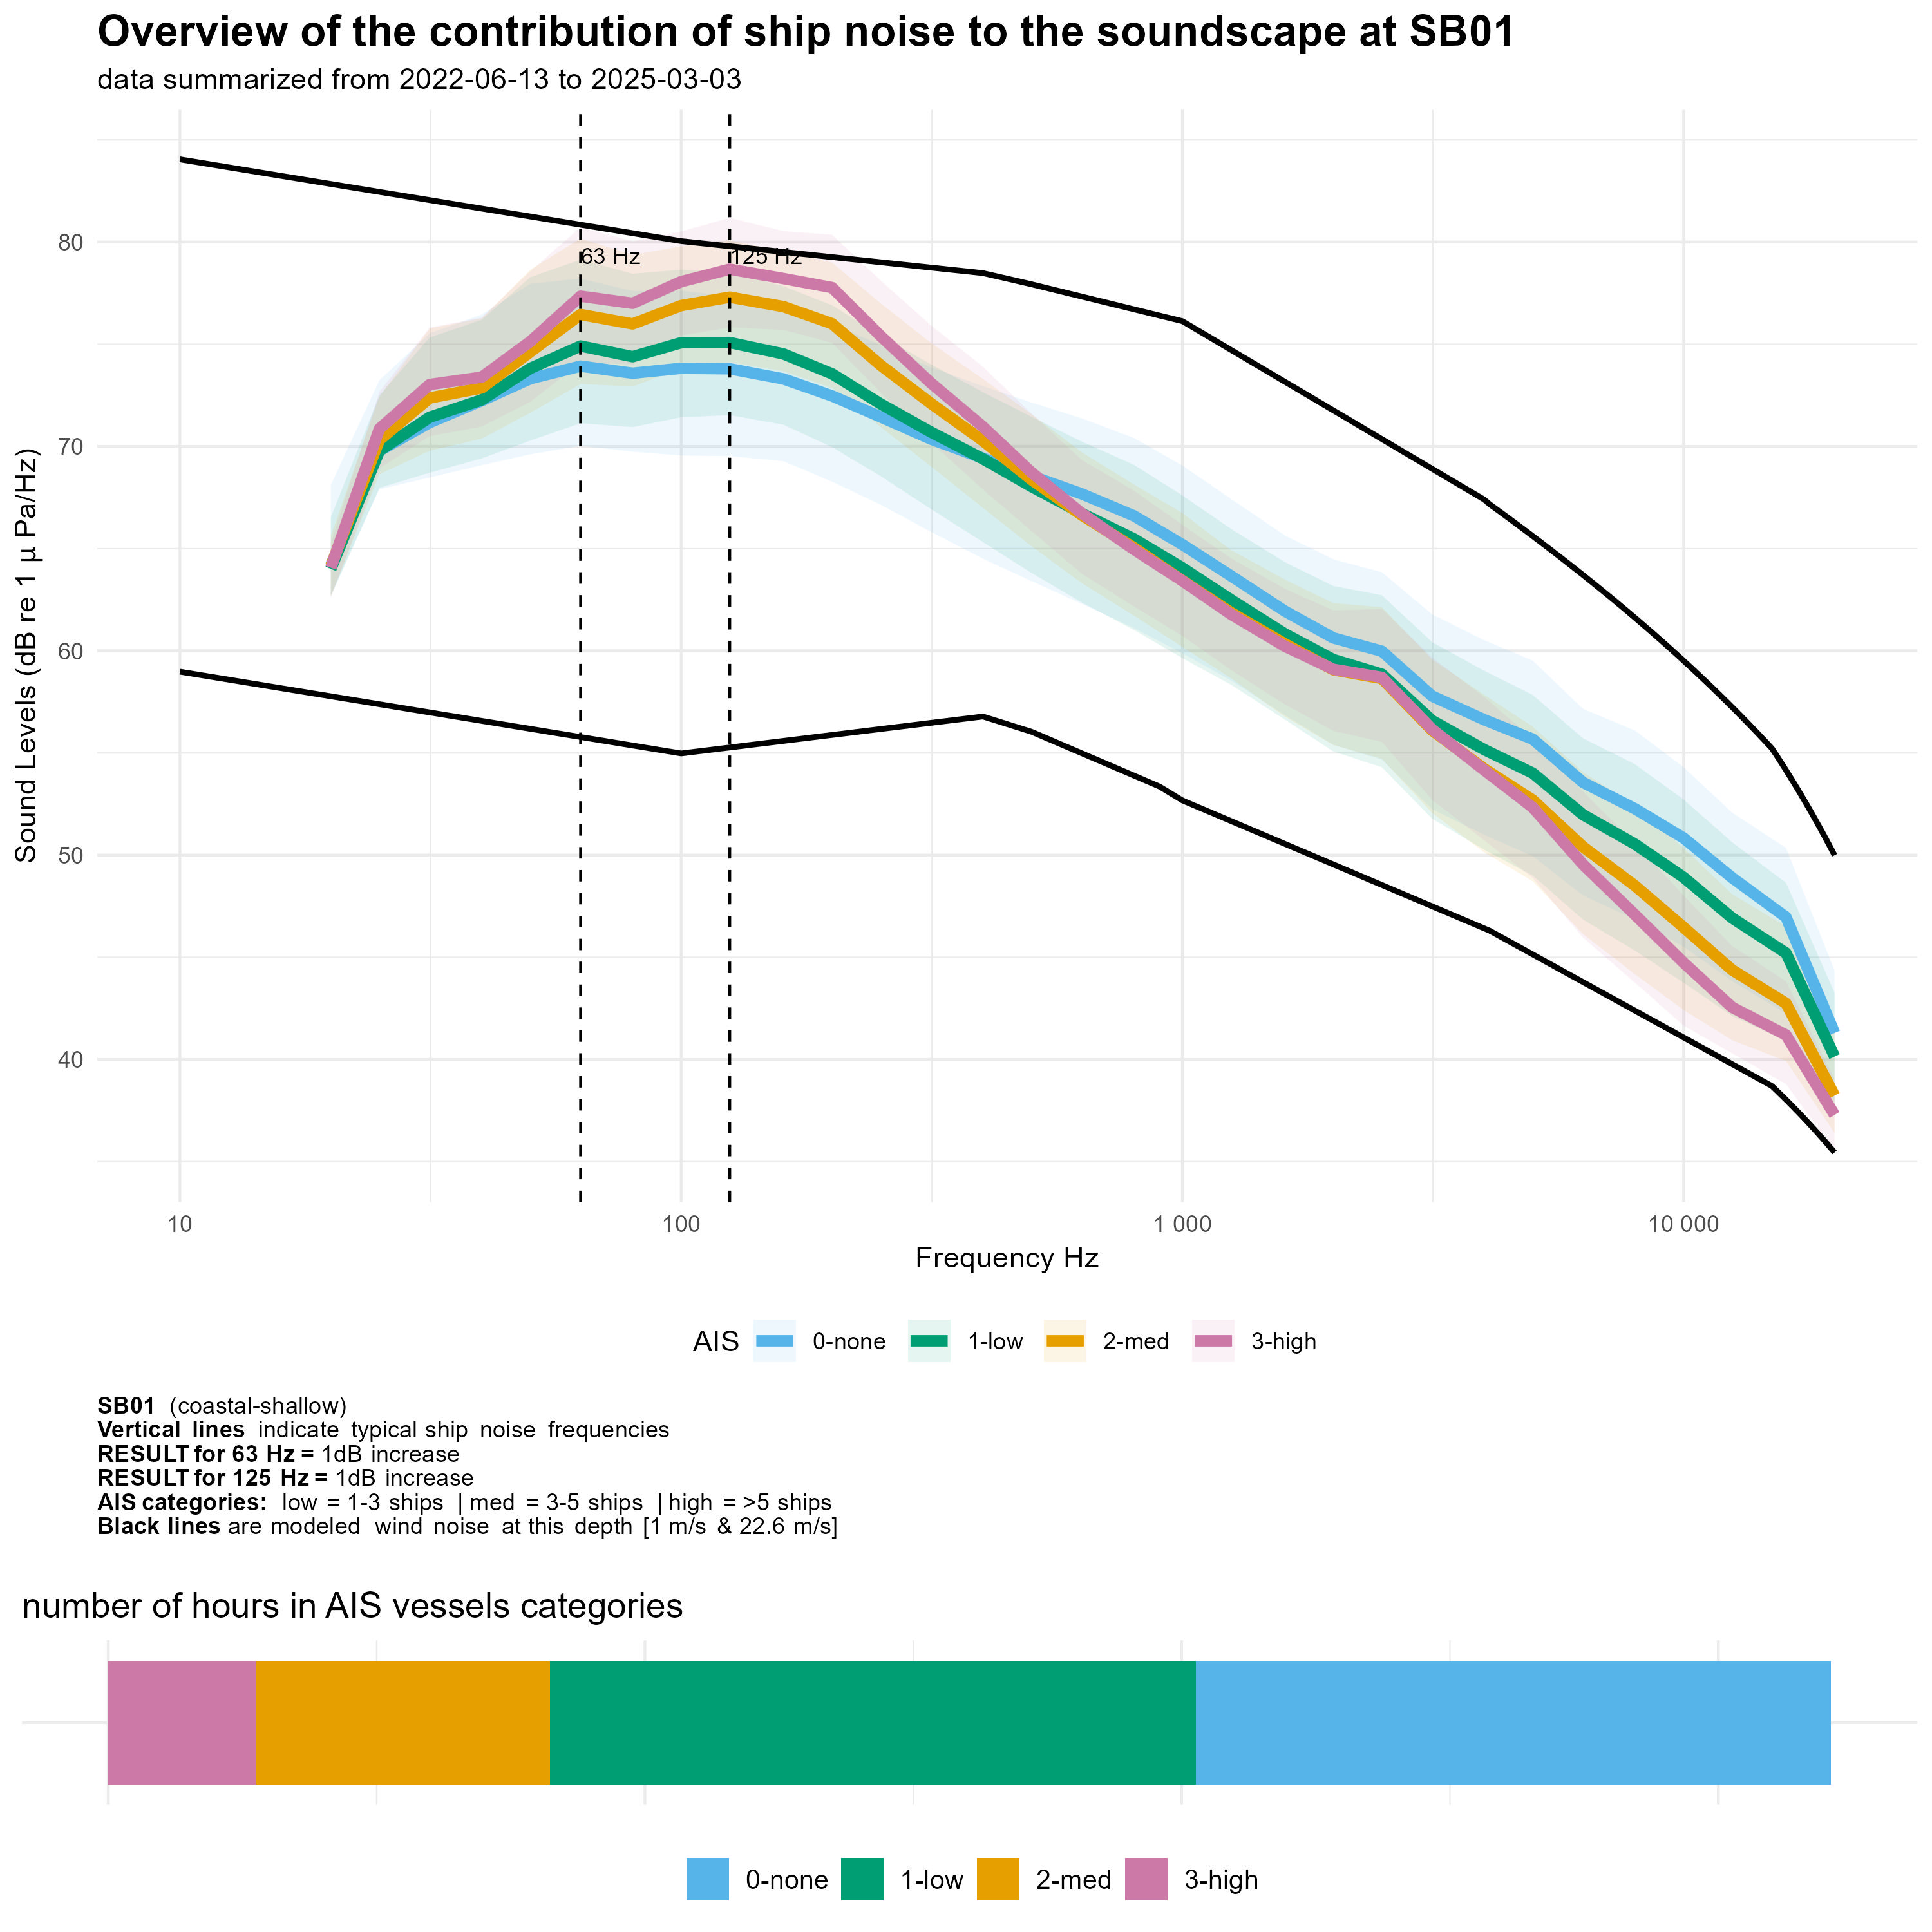 Overview of the contribution of ship noise to the soundscape at SB01
data summarized from 2022-06-13 to 2025-03-03
Sound Levels (dB re 1 µ Pa/Hz)
80
70
60
50
40
63 Hz
125 Hz
10
100
1 000
10 000
Frequency Hz
AIS 0-none 1-low 2-med 3-high
SB01 (coastal-shallow)
Vertical lines indicate typical ship noise frequencies
RESULT for 63 Hz = 1dB increase
RESULT for 125 Hz = 1dB increase
AIS categories: low = 1-3 ships | med = 3-5 ships | high = >5 ships
Black lines are modeled wind noise at this depth [1 m/s & 22.6 m/s]
number of hours in AIS vessels categories
0-none 1-low 2-med 3-high